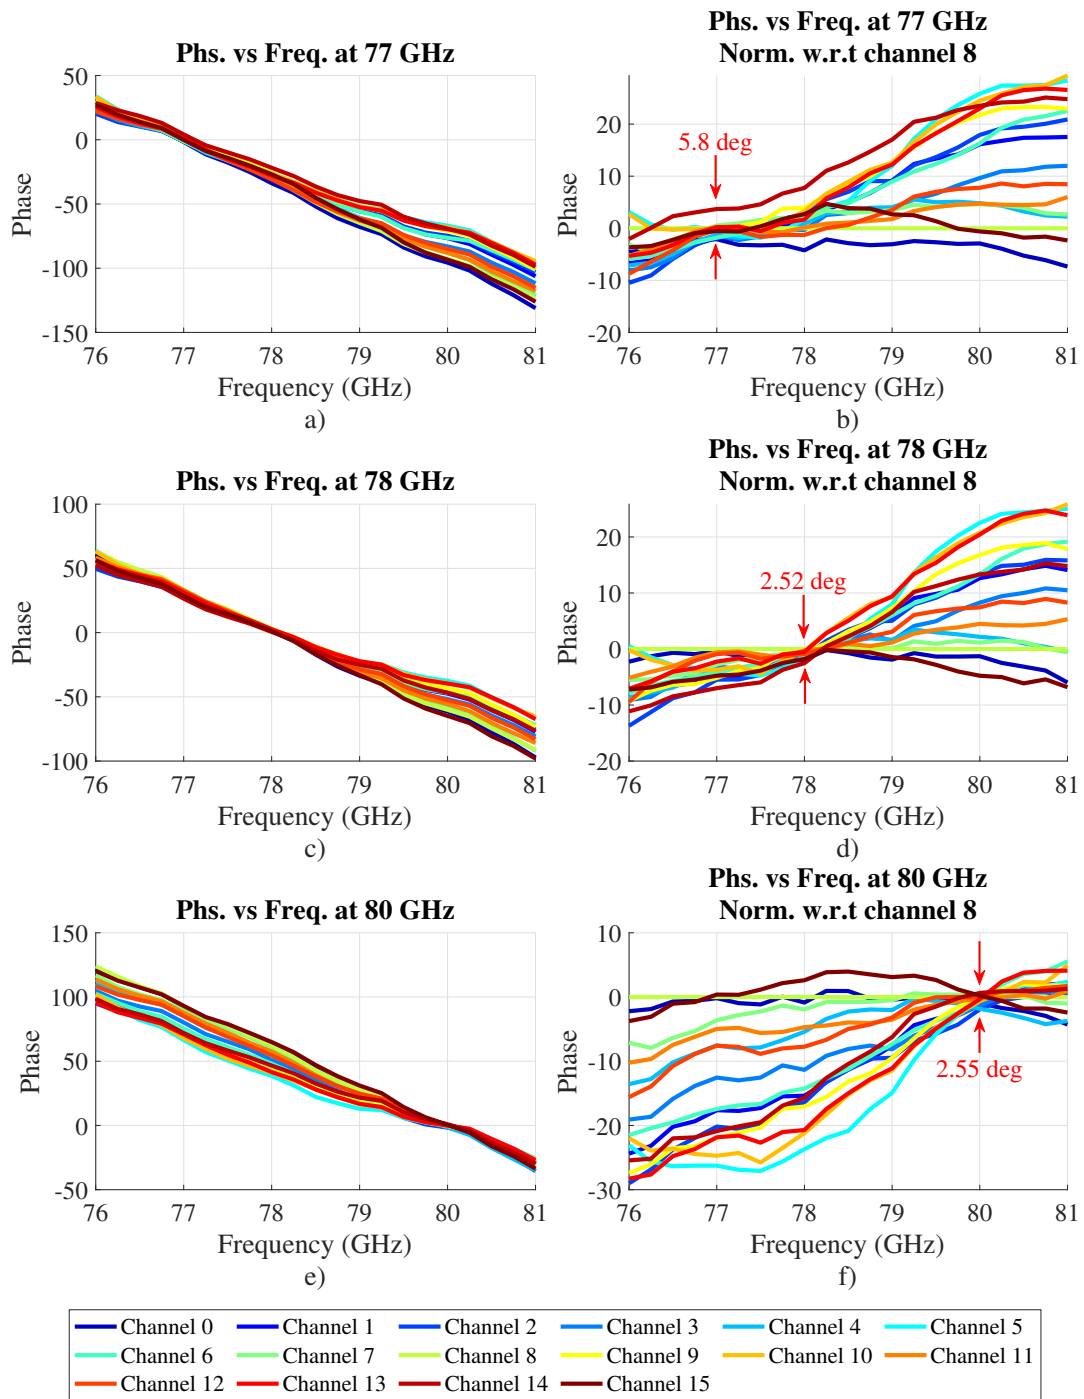 Phs. vs Freq. at 77 GHz
50
0
-50
-100
-150
Phase
76 77 78 79 80 81
Frequency (GHz)
a)
Phs. vs Freq. at 77 GHz
Norm. w.r.t channel 8
20
10
0
-10
-20
Phase
5.8 deg
76 77 78 79 80 81
Frequency (GHz)
b)
Phs. vs Freq. at 78 GHz
100
50
0
-50
-100
Phase
76 77 78 79 80 81
Frequency (GHz)
c)
Phs. vs Freq. at 78 GHz
Norm. w.r.t channel 8
20
10
0
-10
-20
Phase
2.52 deg
76 77 78 79 80 81
Frequency (GHz)
d)
Phs. vs Freq. at 80 GHz
150
100
50
0
-50
Phase
76 77 78 79 80 81
Frequency (GHz)
e)
Phs. vs Freq. at 80 GHz
Norm. w.r.t channel 8
10
0
-10
-20
-30
Phase
2.55 deg
76 77 78 79 80 81
Frequency (GHz)
f)
Channel 0 Channel 1 Channel 2 Channel 3 Channel 4 Channel 5
Channel 6 Channel 7 Channel 8 Channel 9 Channel 10 Channel 11
Channel 12 Channel 13 Channel 14 Channel 15